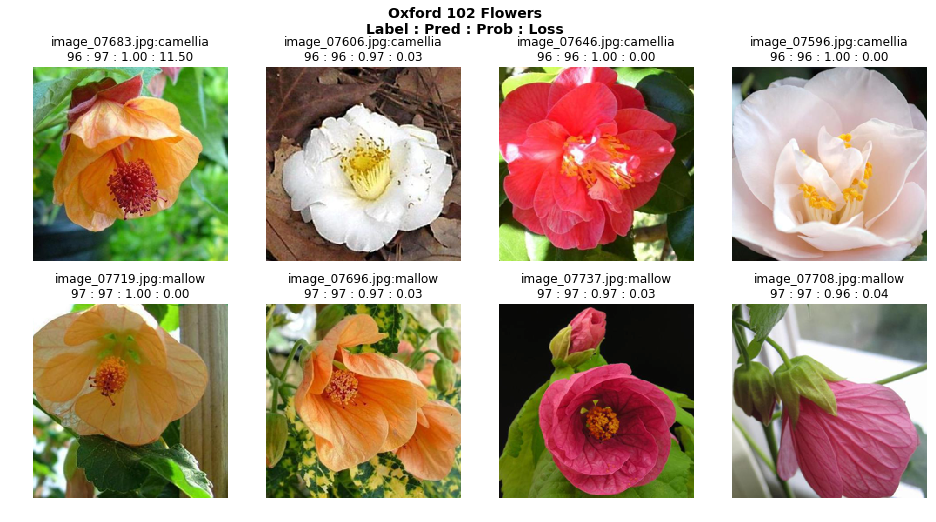 Oxford 102 Flowers
Label : Pred : Prob : Loss
image_07683.jpg:camellia
96 : 97 : 1.00 : 11.50
image_07606.jpg:camellia
96 : 96 : 0.97 : 0.03
image_07646.jpg:camellia
96 : 96 : 1.00 : 0.00
image_07596.jpg:camellia
96 : 96 : 1.00 : 0.00
image_07719.jpg:mallow
97 : 97 : 1.00 : 0.00
image_07696.jpg:mallow
97 : 97 : 0.97 : 0.03
image_07737.jpg:mallow
97 : 97 : 0.97 : 0.03
image_07708.jpg:mallow
97 : 97 : 0.96 : 0.04